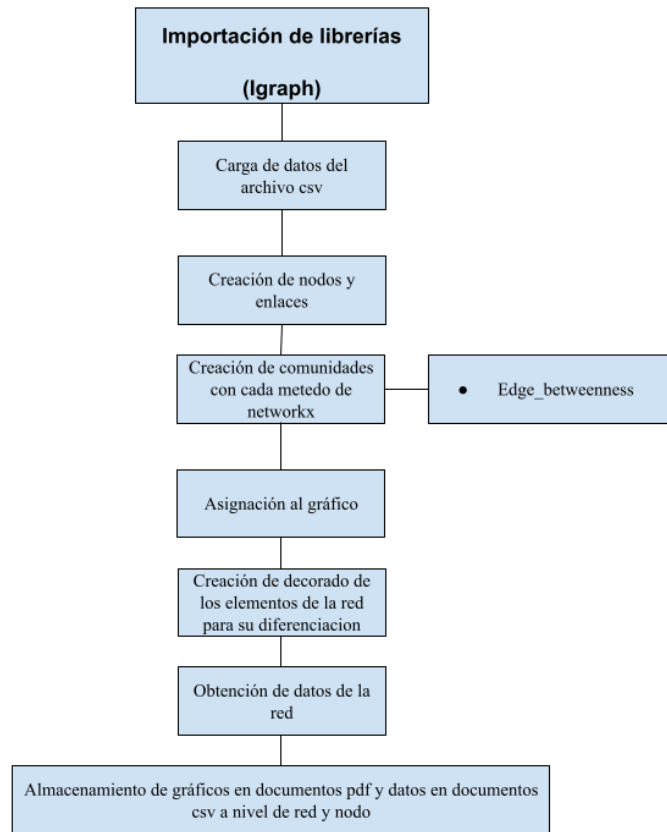 Importación de librerías
(Igraph)
Carga de datos del
archivo csv
Creación de nodos y
enlaces
Creación de comunidades
con cada metedo de
networkx
● Edge_betweenness
Asignación al gráfico
Creación de decorado de
los elementos de la red
para su diferenciacion
Obtención de datos de la
red
Almacenamiento de gráficos en documentos pdf y datos en documentos
csv a nivel de red y nodo